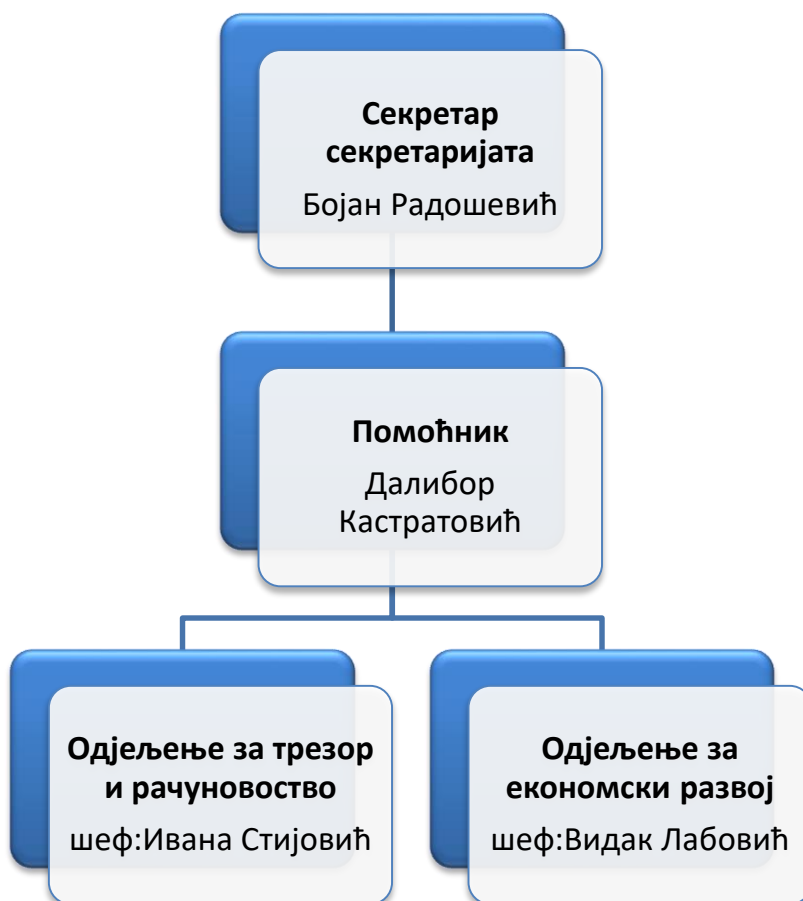 Секретар
секретаријата
Бојан Радошевић
Помоћник
Далибор
Кастратовић
Одјељење за трезор
и рачуновоство
шеф:Ивана Стијовић
Одјељење за
економски развој
шеф:Видак Лабовић